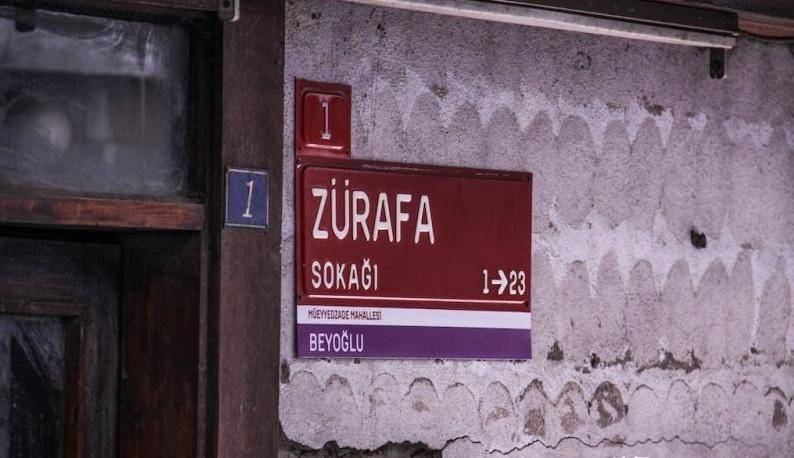 1
1
ZÜRAFA
SOKAĞI 1→23
MÜEYYEDZADE MAHALLESİ
BEYOĞLU